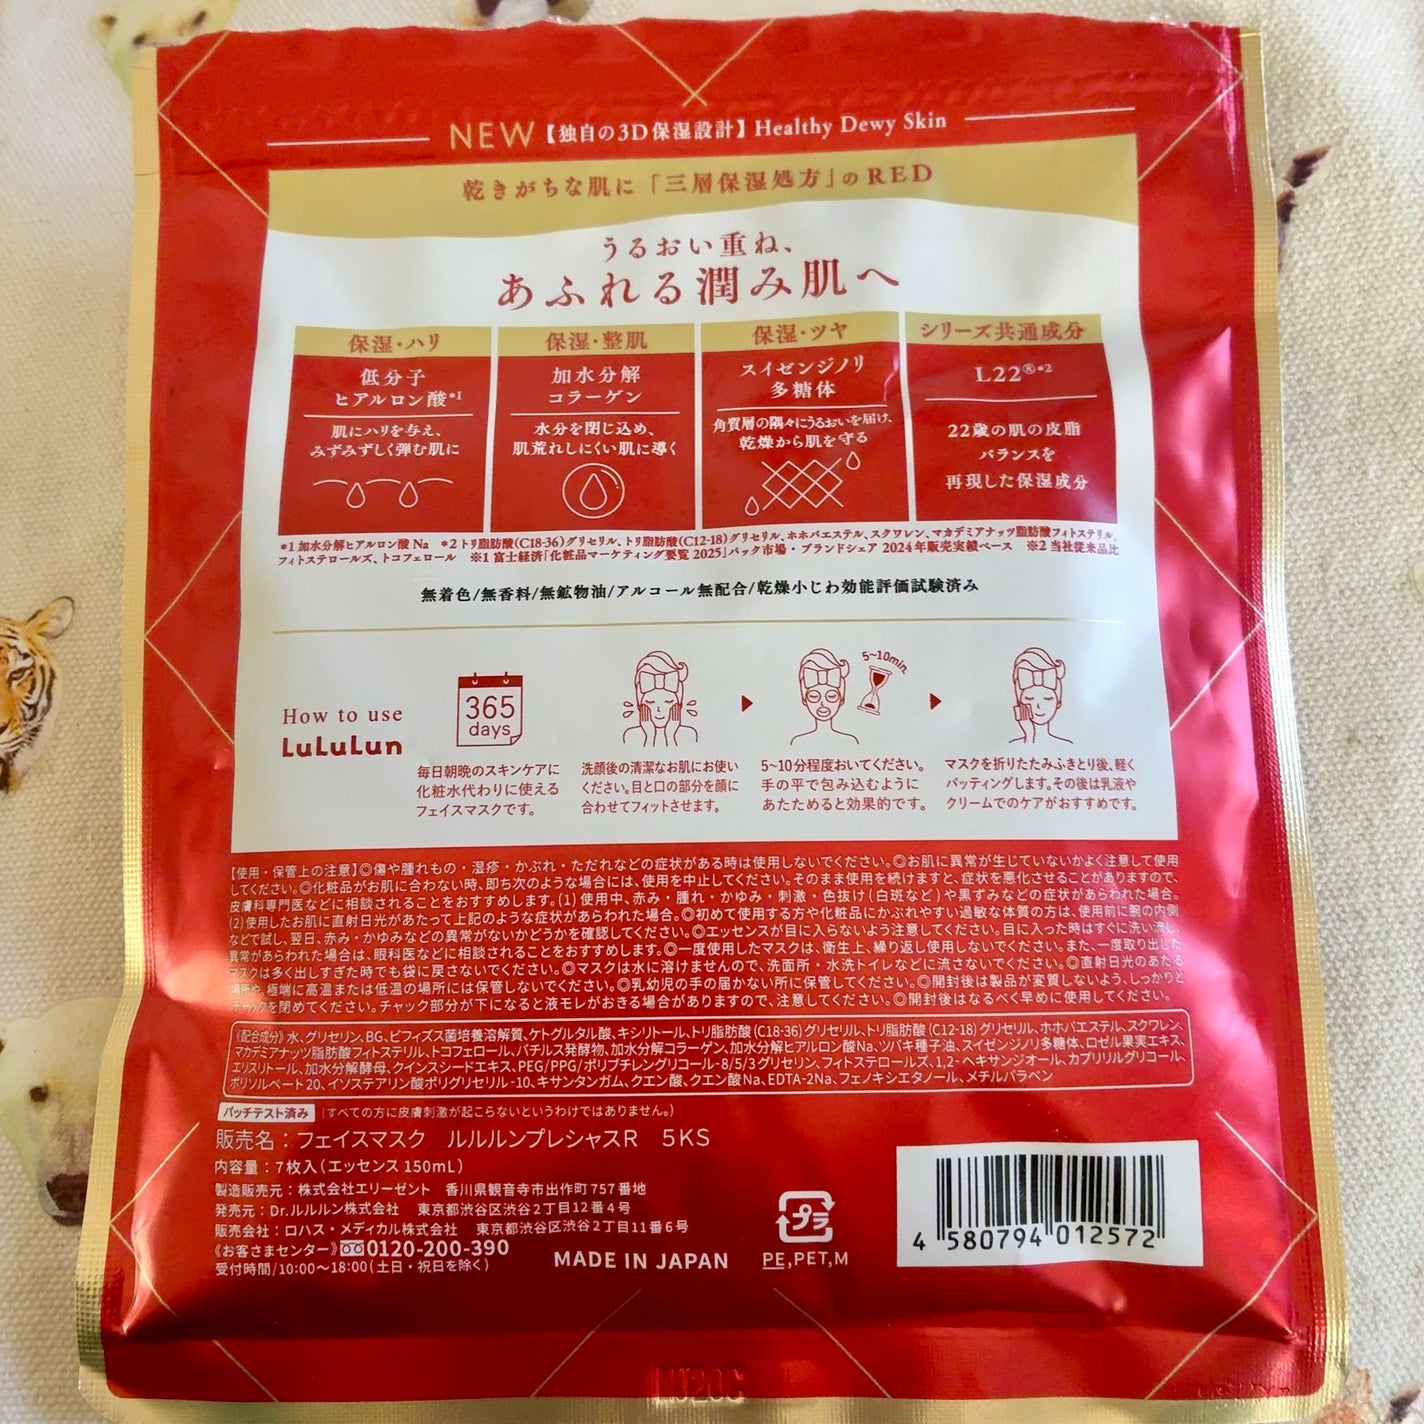 NEW【独自の3D保湿設計】Healthy Dewy Skin
乾きがちな肌に「三層保湿処方」のRED
うるおい重ね、
あふれる潤み肌へ
保湿・ハリ
低分子
ヒアルロン酸*1
肌にハリを与え、
みずみずしく弾む肌に
保湿・整肌
加水分解
コラーゲン
水分を閉じ込め、
肌荒れしにくい肌に導く
保湿・ツヤ
スイゼンジノリ
多糖体
角質層の隅々にうるおいを届け、
乾燥から肌を守る
シリーズ共通成分
L22®*2
22歳の肌の皮脂
バランスを
再現した保湿成分
*1 加水分解ヒアルロン酸Na *2 トリ脂肪酸(C18-36)グリセリル、トリ脂肪酸(C12-18)グリセリル、ホホバエステル、スクワレン、マカデミアナッツ脂肪酸フィトステリル、
フィトステロールズ、トコフェロール ※1 富士経済「化粧品マーケティング要覧 2025」パック市場・ブランドシェア 2024年販売実績ベース ※2 当社従来品比
無着色/無香料/無鉱物油/アルコール無配合/乾燥小じわ効能評価試験済み
How to use
LuLuLun
365
days
毎日朝晩のスキンケアに
化粧水代わりに使える
フェイスマスクです。
洗顔後の清潔なお肌にお使い
ください。目と口の部分を顔に
合わせてフィットさせます。
5~10min.
5~10分程度おいてください。
手の平で包み込むように
あたためると効果的です。
マスクを折りたたみふきとり後、軽く
パッティングします。その後は乳液や
クリームでのケアがおすすめです。
【使用・保管上の注意】◎傷や腫れもの・湿疹・かぶれ・ただれなどの症状がある時は使用しないでください。◎お肌に異常が生じていないかよく注意して使用
してください。◎化粧品がお肌に合わない時、即ち次のような場合には、使用を中止してください。そのまま使用を続けますと、症状を悪化させることがありますので、
皮膚科専門医などに相談されることをおすすめします。(1)使用中、赤み・腫れ・かゆみ・刺激・色抜け(白斑など)や黒ずみなどの症状があらわれた場合。
(2)使用したお肌に直射日光があたって上記のような症状があらわれた場合。◎初めて使用する方や化粧品にかぶれやすい過敏な体質の方は、使用前に腕の内側
などで試し、翌日、赤み・かゆみなどの異常がないかどうかを確認してください。◎エッセンスが目に入らないよう注意してください。目に入った時はすぐに洗い流し、
異常があらわれた場合は、眼科医などに相談されることをおすすめします。◎一度使用したマスクは、衛生上、繰り返し使用しないでください。また、一度取り出した
マスクは多く出しすぎた時でも袋に戻さないでください。◎マスクは水に溶けませんので、洗面所・水洗トイレなどに流さないでください。◎直射日光のあたる
場所や、極端に高温または低温の場所には保管しないでください。◎乳幼児の手の届かない所に保管してください。◎開封後は製品が変質しないよう、しっかりと
チャックを閉めてください。チャック部分が下になると液モレがおきる場合がありますので、注意してください。◎開封後はなるべく早めに使用してください。
《配合成分》水、グリセリン、BG、ビフィズス菌培養溶解質、ケトグルタル酸、キシリトール、トリ脂肪酸(C18-36)グリセリル、トリ脂肪酸(C12-18)グリセリル、ホホバエステル、スクワレン、
マカデミアナッツ脂肪酸フィトステリル、トコフェロール、バチルス発酵物、加水分解コラーゲン、加水分解ヒアルロン酸Na、ツバキ種子油、スイゼンジノリ多糖体、ロゼル果実エキス、
エリスリトール、加水分解酵母、クインスシードエキス、PEG/PPG/ポリブチレングリコール-8/5/3グリセリン、フィトステロールズ、1,2-ヘキサンジオール、カプリリルグリコール、
ポリソルベート20、イソステアリン酸ポリグリセリル-10、キサンタンガム、クエン酸、クエン酸Na、EDTA-2Na、フェノキシエタノール、メチルパラベン
パッチテスト済み (すべての方に皮膚刺激が起こらないというわけではありません。)
販売名：フェイスマスク ルルルンプレシャスR 5KS
内容量：7枚入(エッセンス150mL)
製造販売元：株式会社エリーゼント 香川県観音寺市出作町757番地
発売元：Dr.ルルルン株式会社 東京都渋谷区渋谷2丁目12番4号
販売会社：ロハス・メディカル株式会社 東京都渋谷区渋谷2丁目11番6号
《お客さまセンター》0120-200-390
受付時間/10:00~18:00(土日・祝日を除く)
MADE IN JAPAN
プラ
PE,PET,M
4 580794 012572